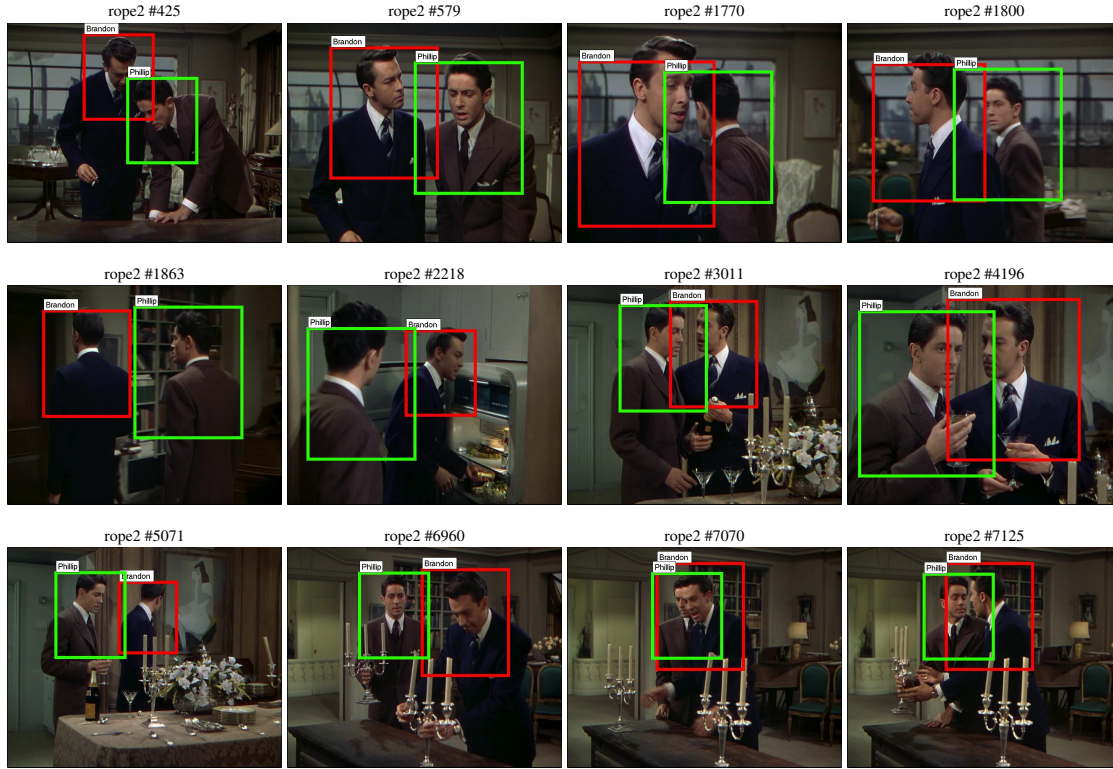 rope2 #425
Brandon
Phillip
rope2 #579
Brandon
Phillip
rope2 #1770
Brandon
Phillip
rope2 #1800
Brandon
Phillip
rope2 #1863
Brandon
Phillip
rope2 #2218
Phillip
Brandon
rope2 #3011
Phillip
Brandon
rope2 #4196
Brandon
Phillip
rope2 #5071
Phillip
Brandon
rope2 #6960
Phillip
Brandon
rope2 #7070
Brandon
Phillip
rope2 #7125
Brandon
Phillip